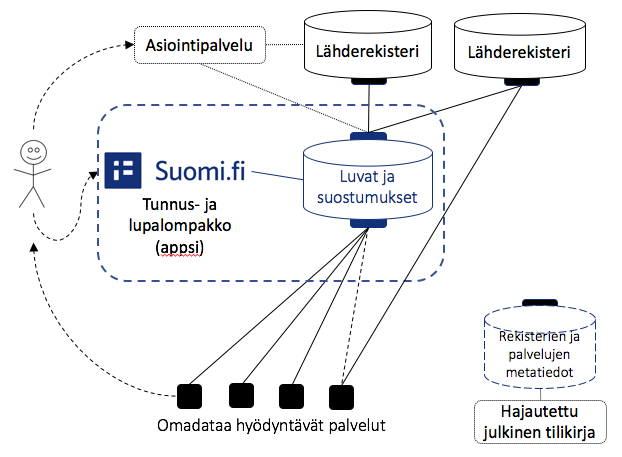 Asiointipalvelu
Lähderekisteri
Lähderekisteri
Suomi.fi
Tunnus- ja
lupalompakko
(appsi)
Luvat ja
suostumukset
Rekisterien ja
palvelujen
metatiedot
Hajautettu
julkinen tilikirja
Omadataa hyödyntävät palvelut